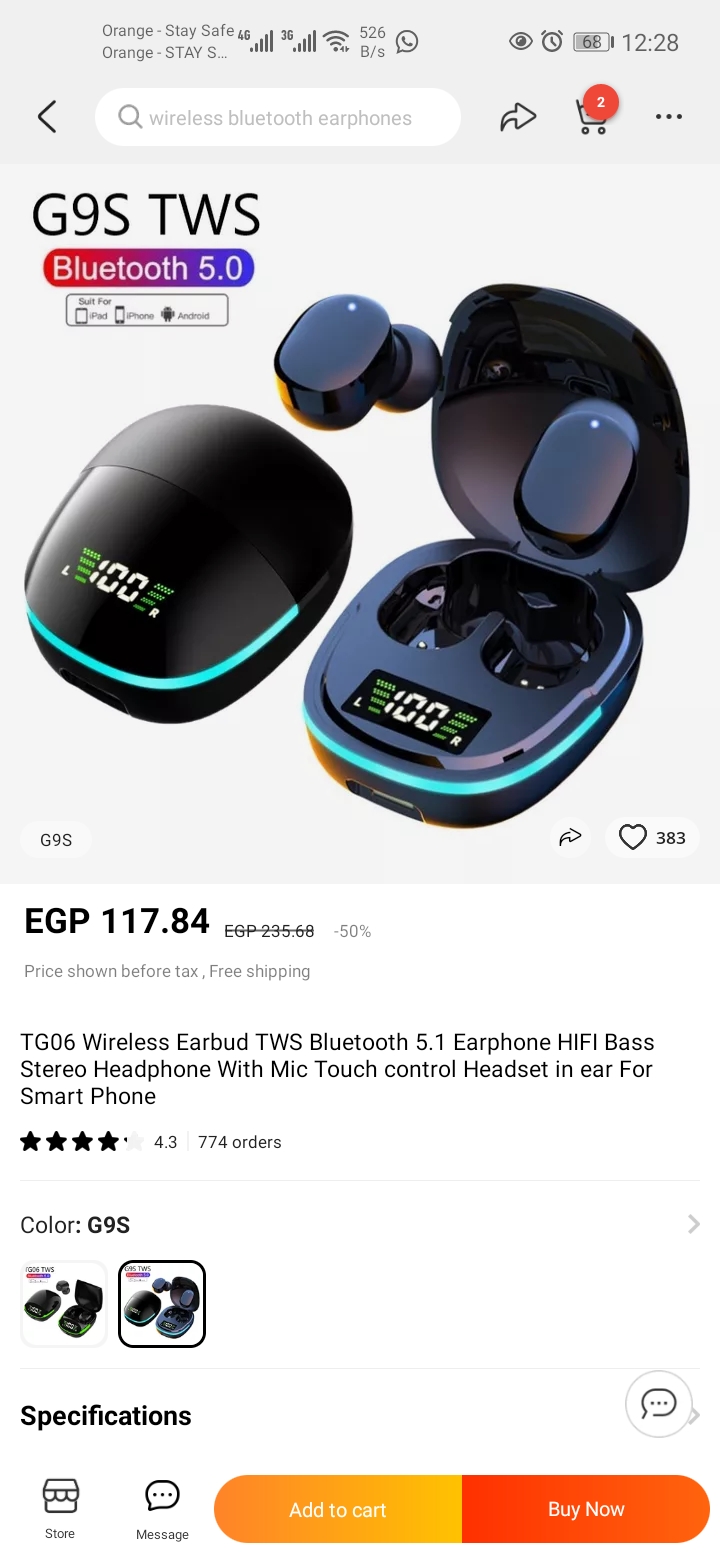 Orange - Stay Safe
Orange - STAY S...
4G
3G
526
B/s
68
12:28
wireless bluetooth earphones
2
G9S TWS
Bluetooth 5.0
Suit For
iPad iPhone Android
L 100 R
L 100 R
G9S
383
EGP 117.84 EGP 235.68 -50%
Price shown before tax , Free shipping
TG06 Wireless Earbud TWS Bluetooth 5.1 Earphone HIFI Bass
Stereo Headphone With Mic Touch control Headset in ear For
Smart Phone
4.3 774 orders
Color: G9S
TG06 TWS
G9S TWS
Specifications
Store
Message
Add to cart
Buy Now